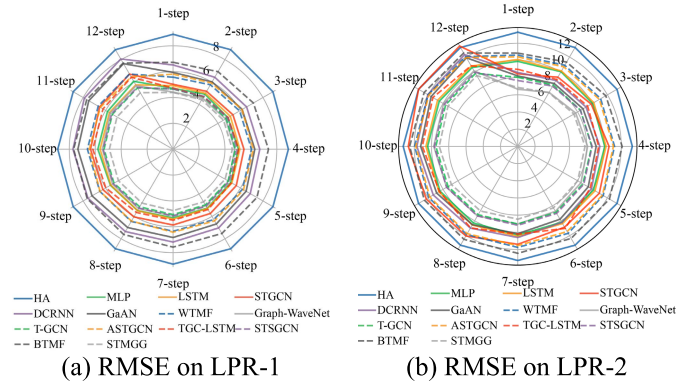 1-step
2-step
3-step
4-step
5-step
6-step
7-step
8-step
9-step
10-step
11-step
12-step
2
4
6
8
HA MLP LSTM STGCN
DCRNN GaAN WTMF Graph-WaveNet
T-GCN ASTGCN TGC-LSTM STSGCN
BTMF STMGG
(a) RMSE on LPR-1
1-step
2-step
3-step
4-step
5-step
6-step
7-step
8-step
9-step
10-step
11-step
12-step
2
4
6
8
10
12
HA MLP LSTM STGCN
DCRNN GaAN WTMF Graph-WaveNet
T-GCN ASTGCN TGC-LSTM STSGCN
BTMF STMGG
(b) RMSE on LPR-2